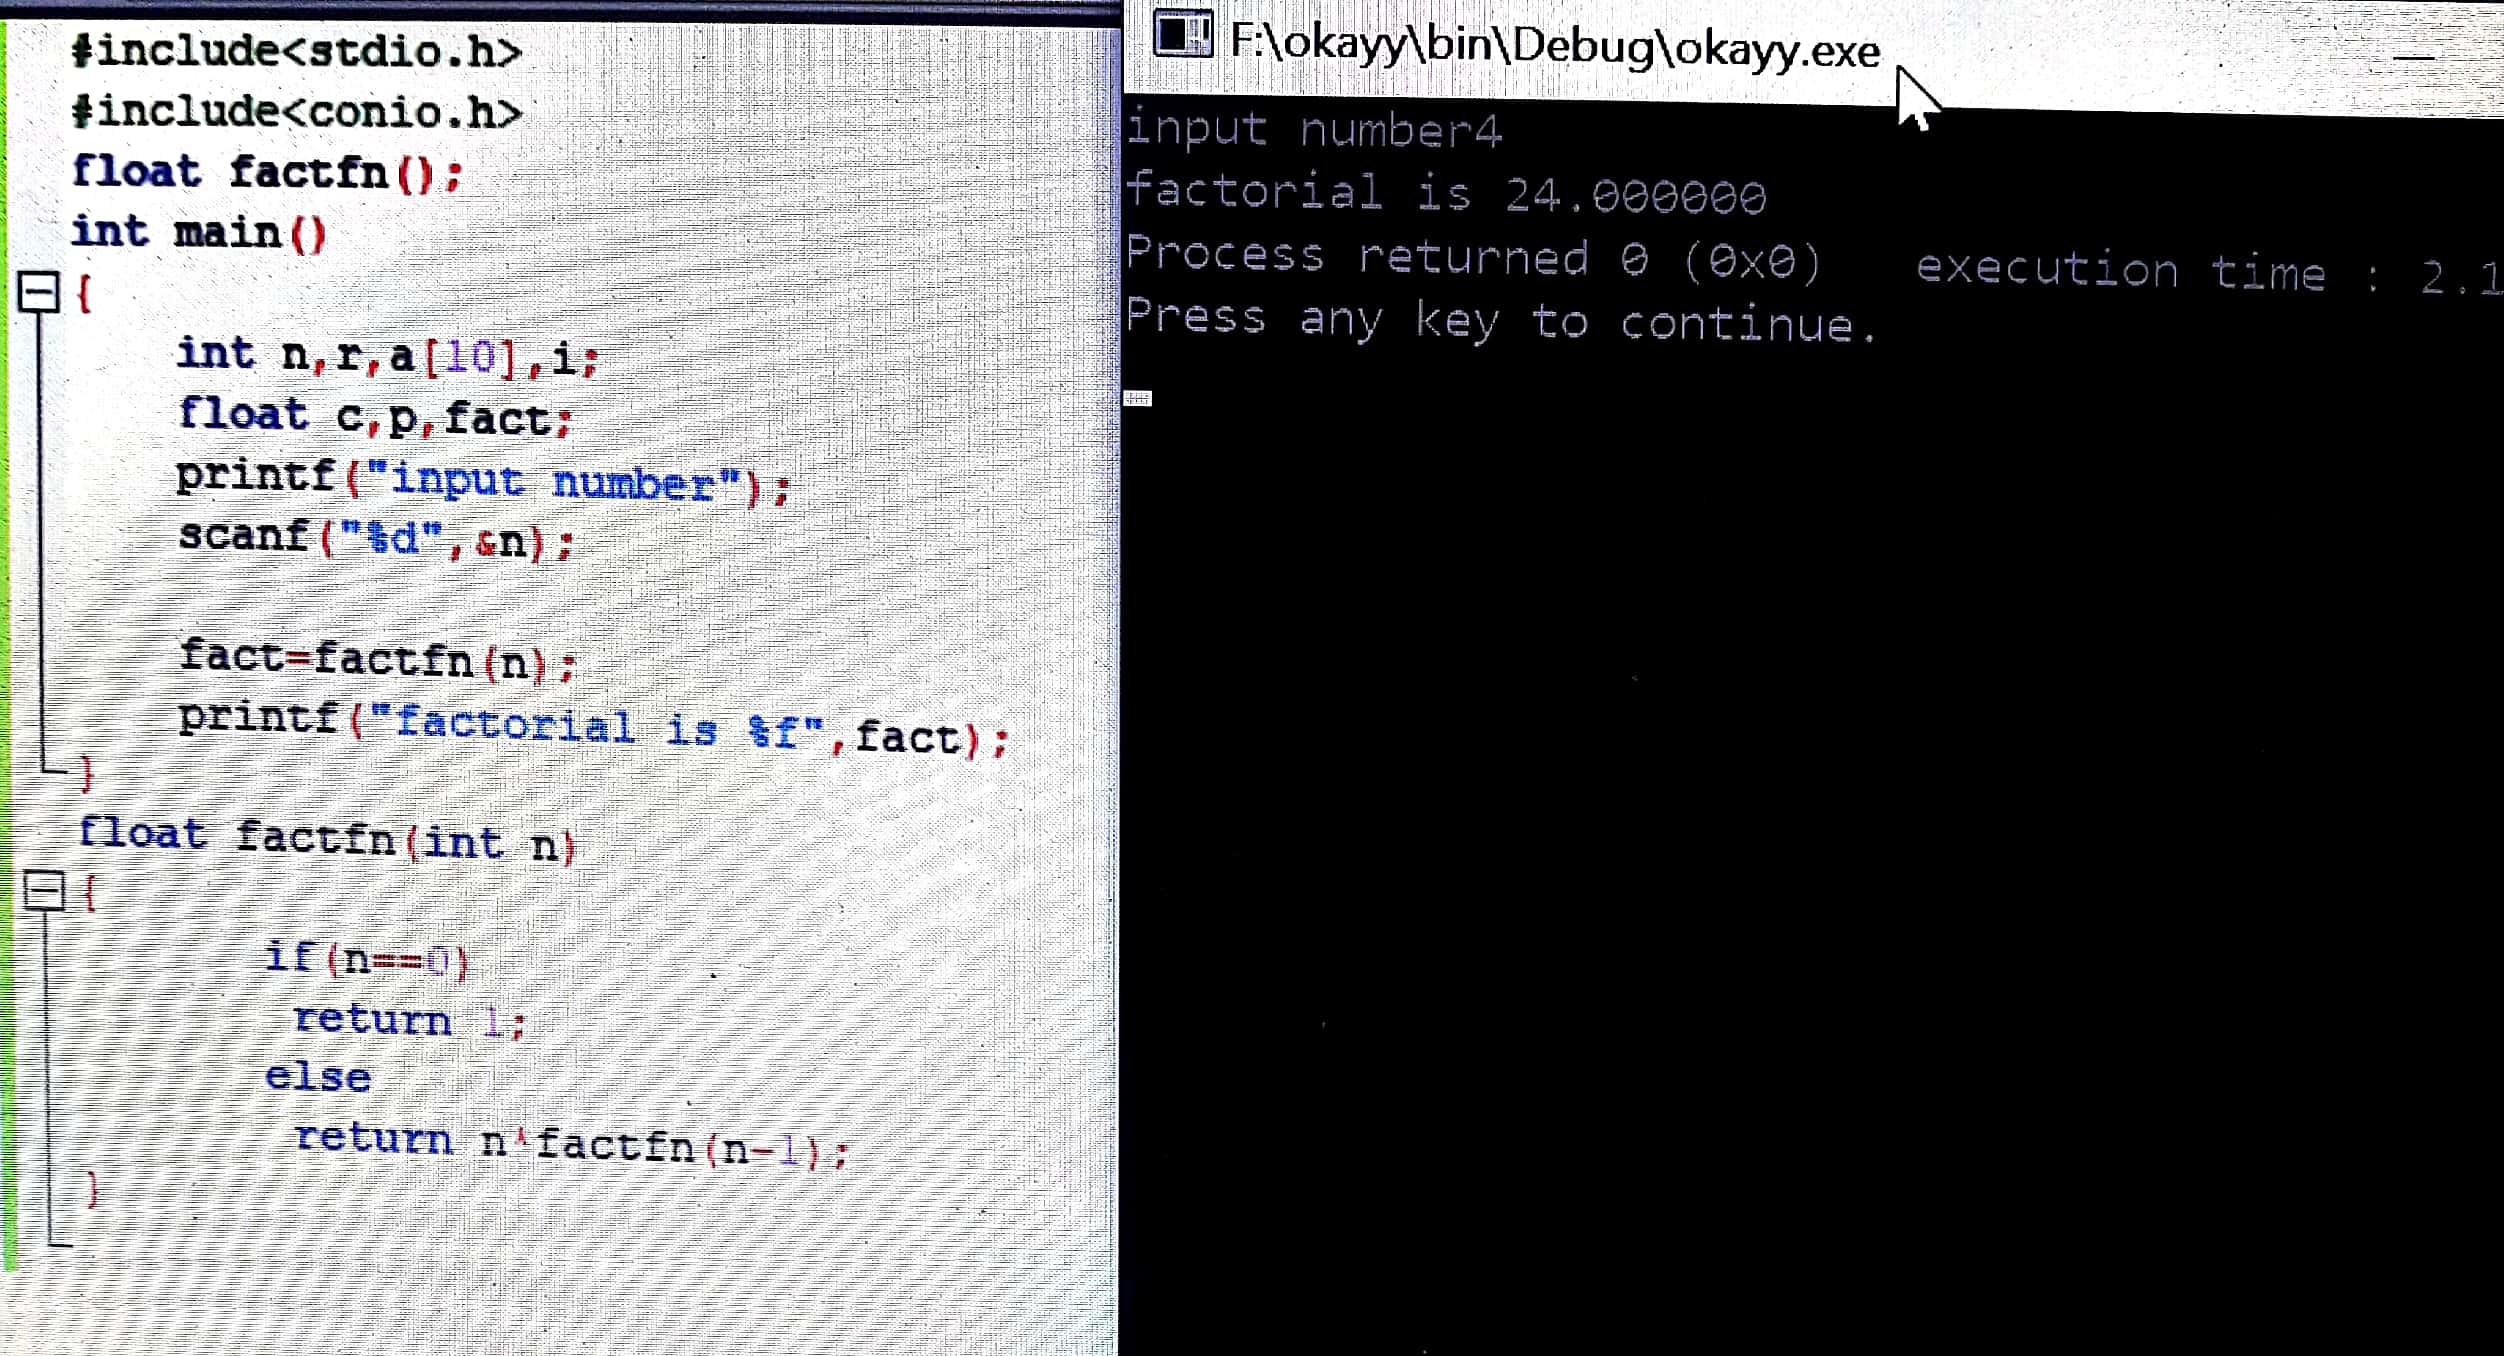 #include<stdio.h>
#include<conio.h>
float factfn();
int main()
{
int n,r,a[10],i;
float c,p,fact;
printf("input number");
scanf("%d",&n);
fact=factfn(n);
printf("factorial is %f",fact);
}
float factfn(int n)
{
if(n==0)
return 1;
else
return n*factfn(n-1);
}
F:\okayy\bin\Debug\okayy.exe
input number4
factorial is 24.000000
Process returned 0 (0x0) execution time : 2.1
Press any key to continue.